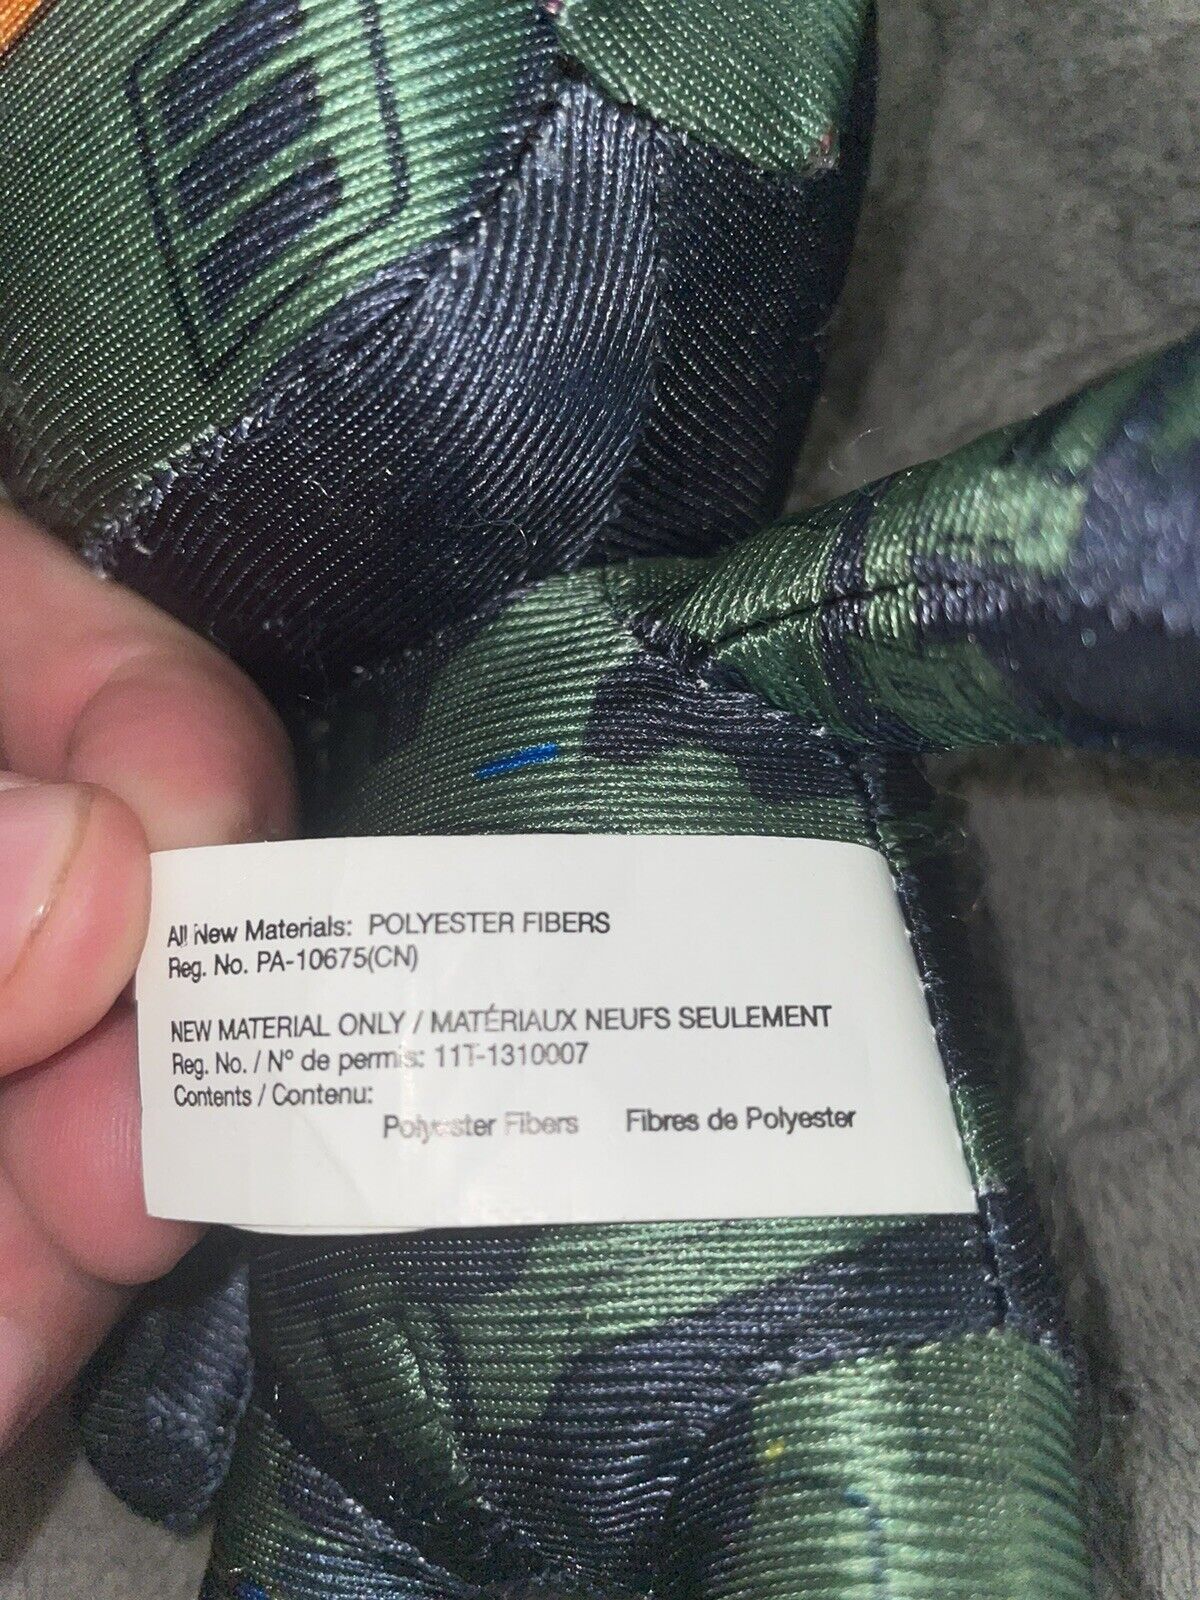 All New Materials: POLYESTER FIBERS
Reg. No. PA-10675(CN)
NEW MATERIAL ONLY / MATÉRIAUX NEUFS SEULEMENT
Reg. No. / Nº de permis: 11T-1310007
Contents / Contenu:
Polyester Fibers Fibres de Polyester